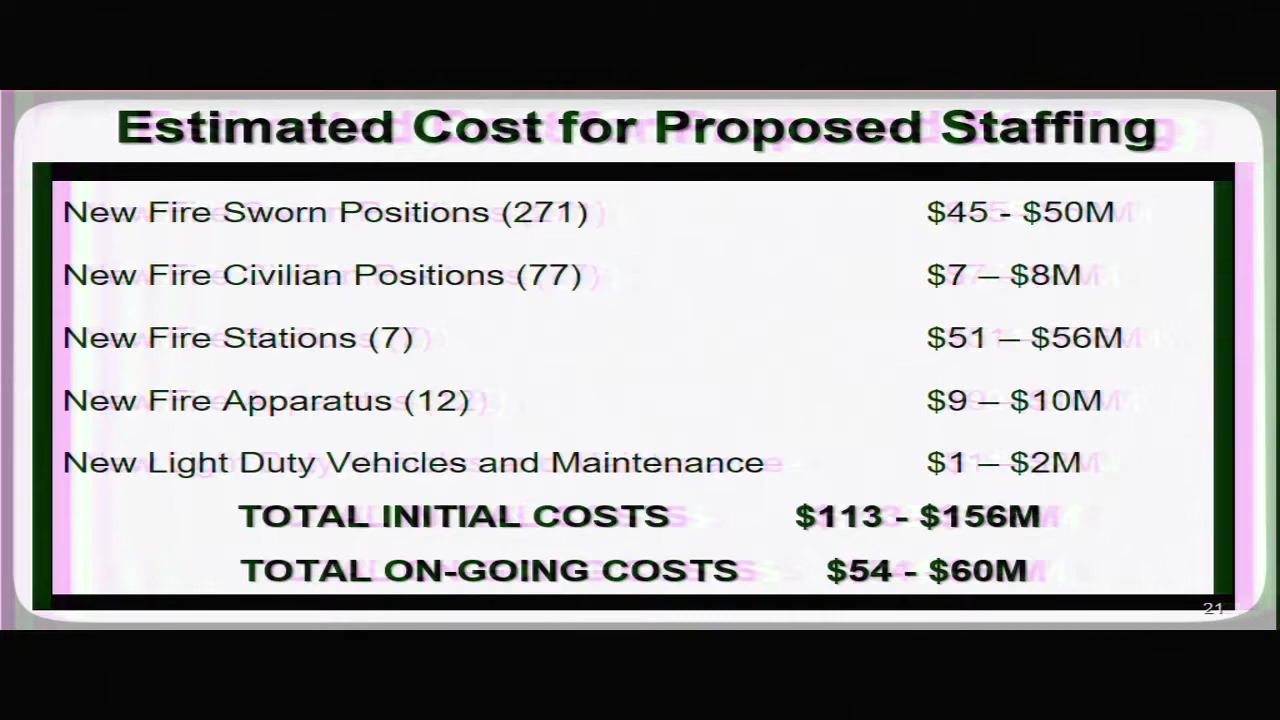 Estimated Cost for Proposed Staffing
New Fire Sworn Positions (271) $45 - $50M
New Fire Civilian Positions (77) $7 – $8M
New Fire Stations (7) $51 – $56M
New Fire Apparatus (12) $9 – $10M
New Light Duty Vehicles and Maintenance $1 – $2M
TOTAL INITIAL COSTS $113 - $156M
TOTAL ON-GOING COSTS $54 - $60M
21